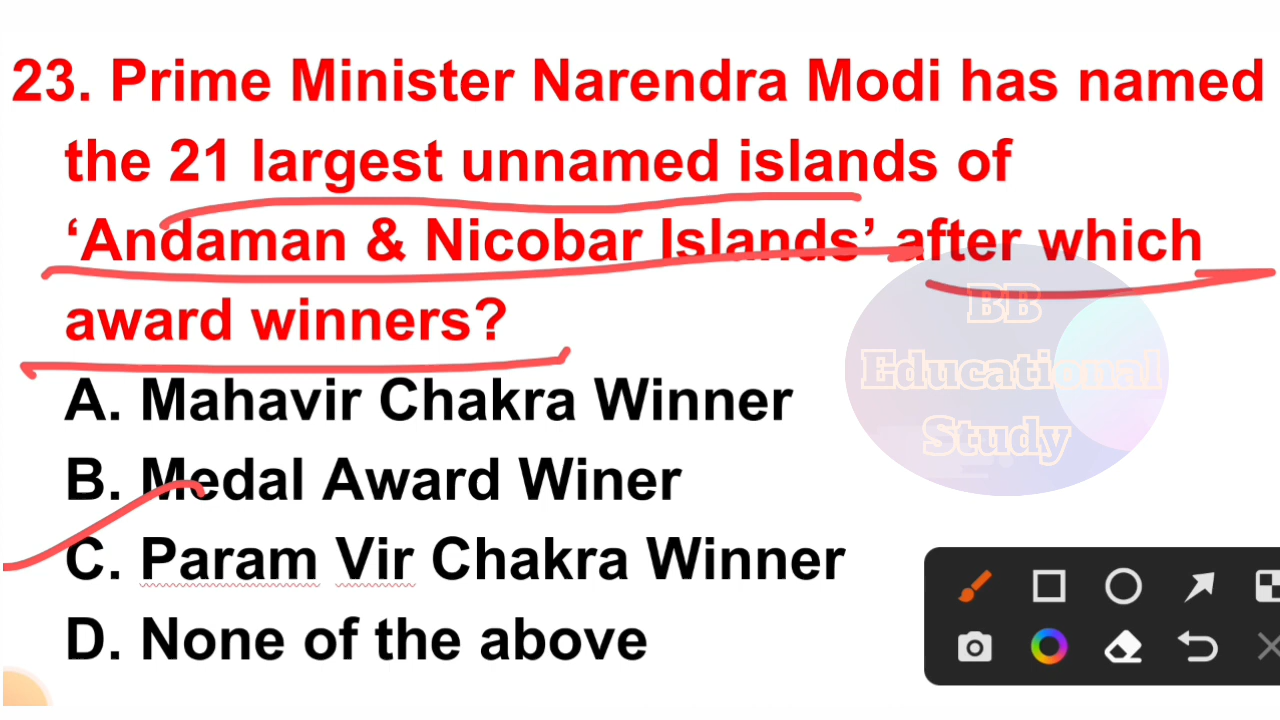 23. Prime Minister Narendra Modi has named
the 21 largest unnamed islands of
‘Andaman & Nicobar Islands’ after which
award winners?
A. Mahavir Chakra Winner
B. Medal Award Winer
C. Param Vir Chakra Winner
D. None of the above
BB
Educational
Study